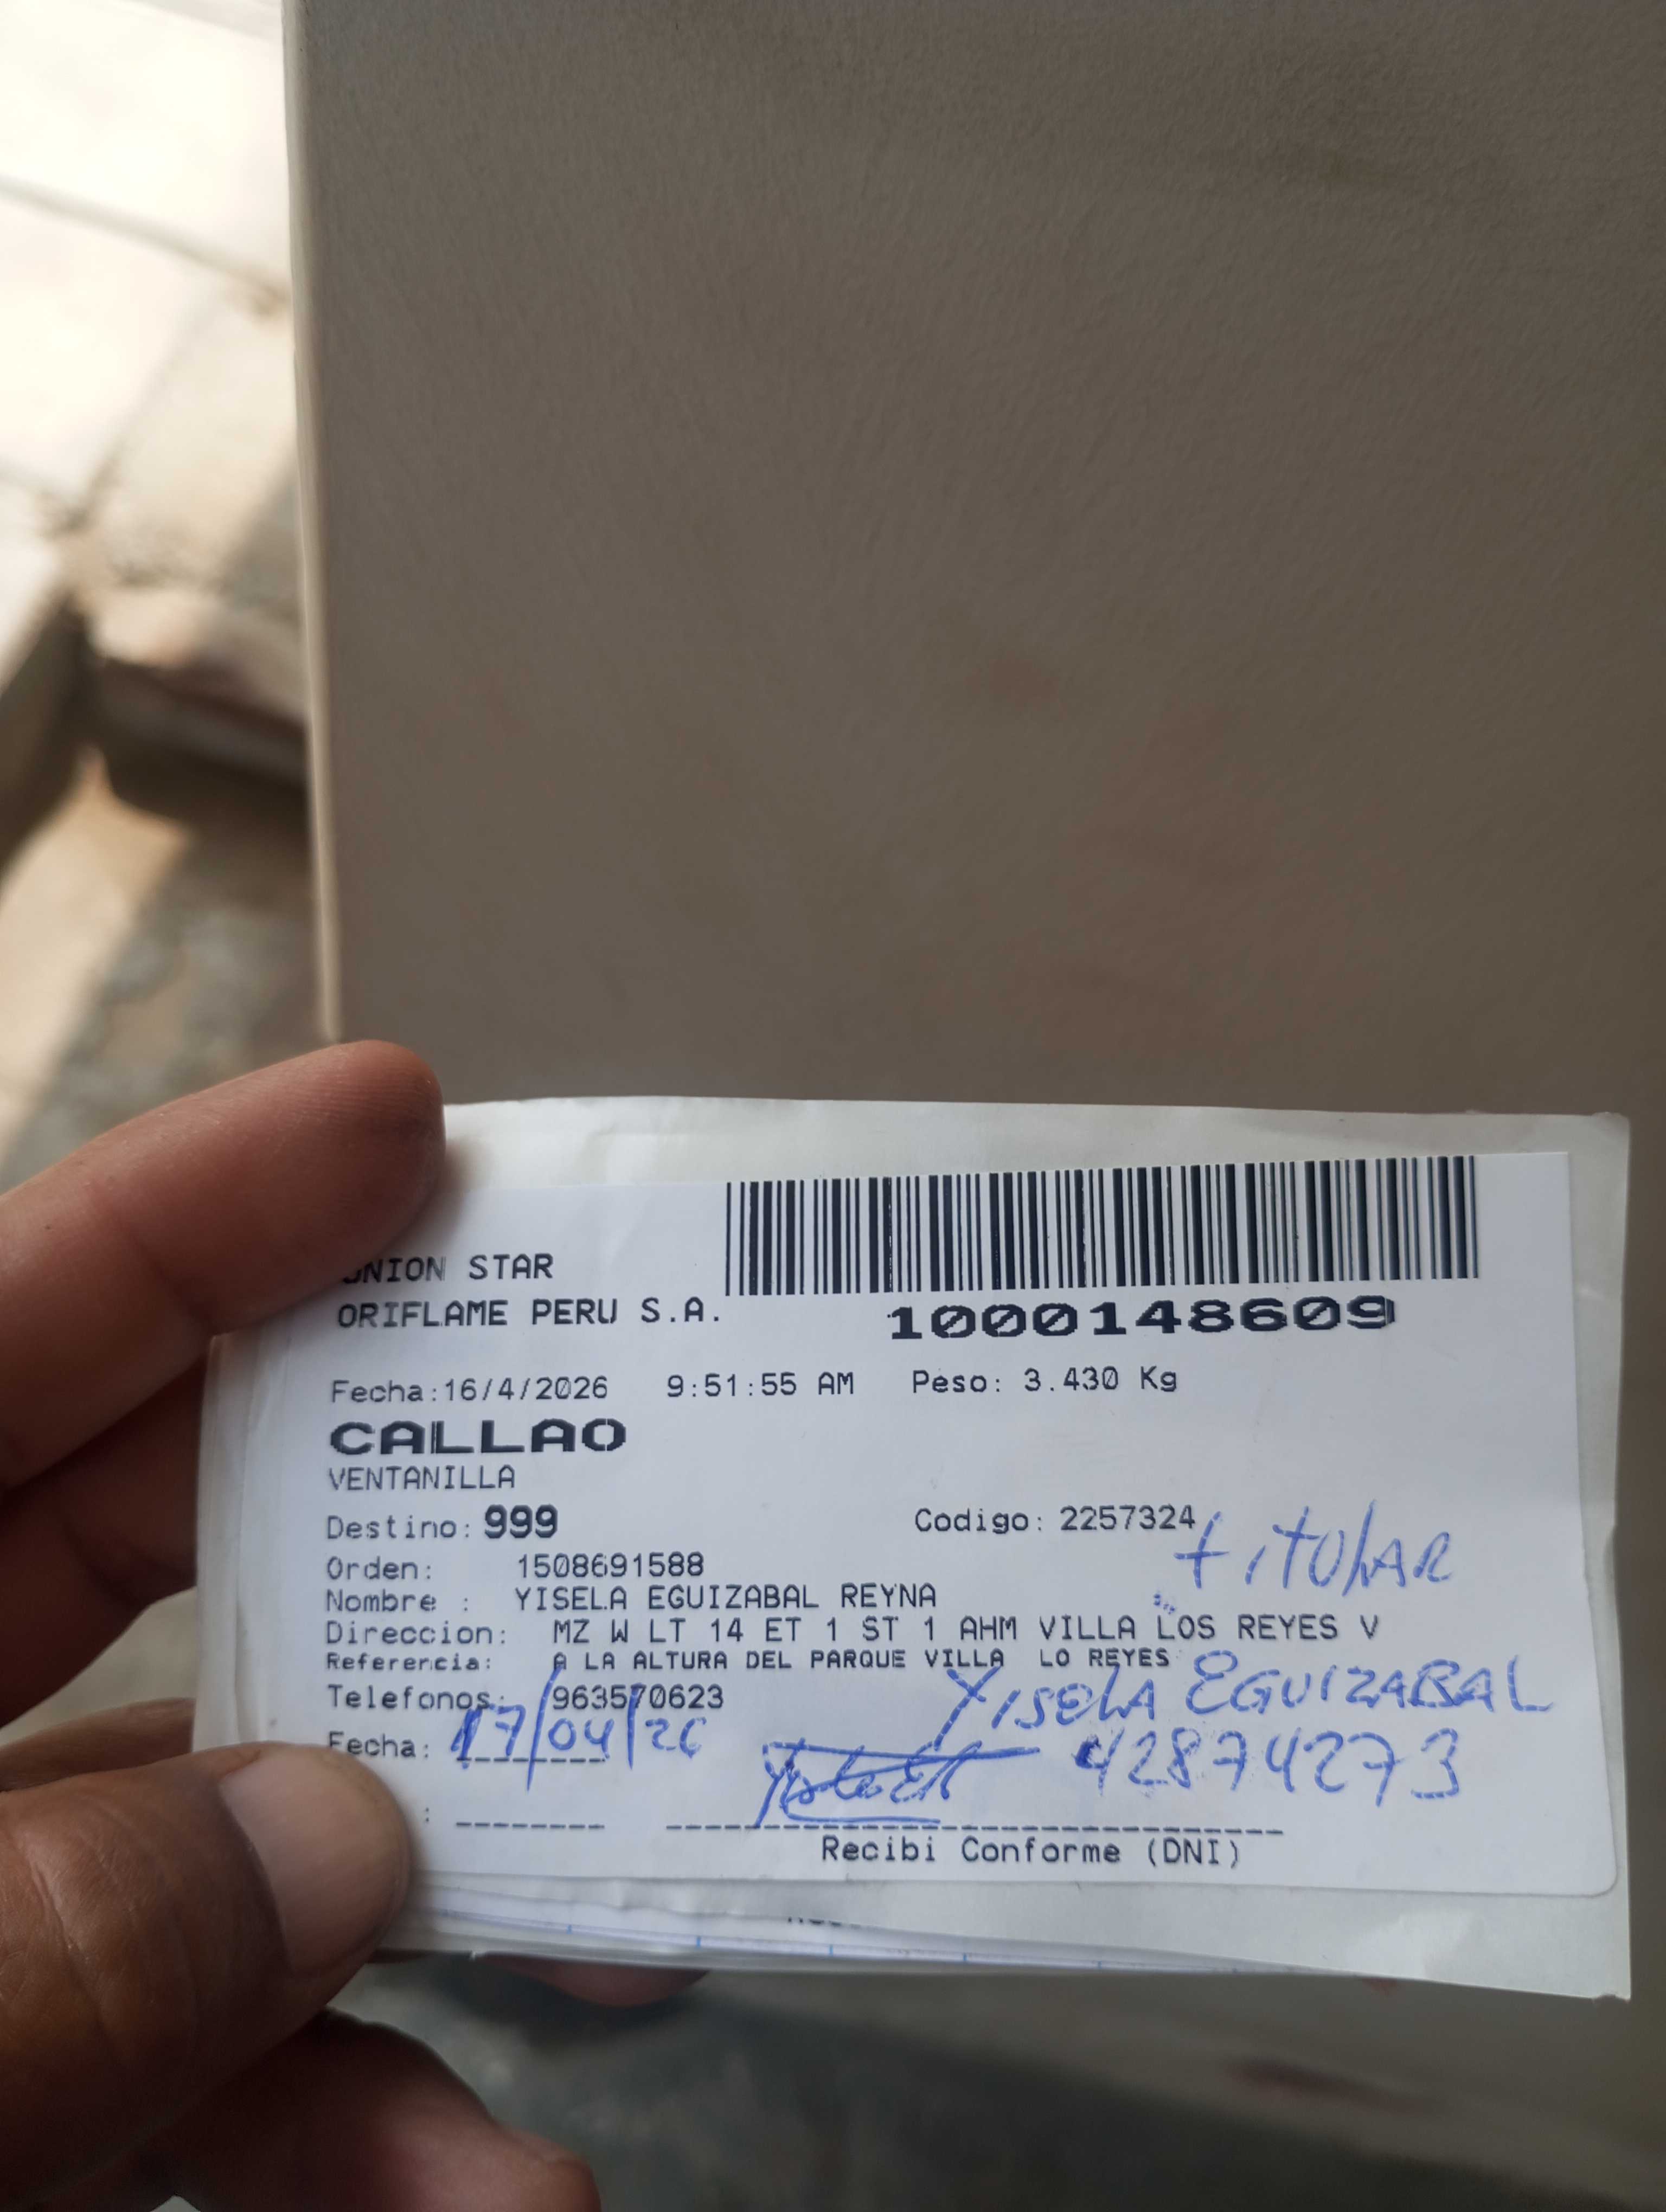 UNION STAR
ORIFLAME PERU S.A.
1000148609
Fecha:16/4/2026 9:51:55 AM Peso: 3.430 Kg
CALLAO
VENTANILLA
Destino: 999 Codigo: 2257324
titular
Orden: 1508691588
Nombre : YISELA EGUIZABAL REYNA
Direccion: MZ W LT 14 ET 1 ST 1 AHM VILLA LOS REYES V
Referencia: A LA ALTURA DEL PARQUE VILLA LO REYES
Telefonos: 963570623
Yisela EGUIZABAL
Fecha: 17/04/26
42874273
: 
Recibi Conforme (DNI)